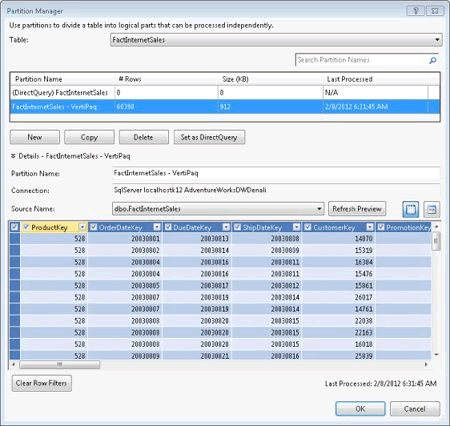 Partition Manager
Use partitions to divide a table into logical parts that can be processed independently.
Table: FactInternetSales
Search Partition Names
Partition Name # Rows Size (KB) Last Processed
(DirectQuery) FactInternetSales 0 0 N/A
FactInternetSales - VertiPaq 60398 912 2/8/2012 6:31:45 AM
New Copy Delete Set as DirectQuery
Details - FactInternetSales - VertiPaq
Partition Name: FactInternetSales - VertiPaq
Connection: SqlServer localhostk12 AdventureWorksDWDenali
Source Name: dbo.FactInternetSales Refresh Preview
ProductKey OrderDateKey DueDateKey ShipDateKey CustomerKey PromotionKey
528 20030801 20030813 20030808 14870
528 20030802 20030814 20030809 15319
528 20030804 20030816 20030811 16384
528 20030804 20030816 20030811 15476
528 20030805 20030817 20030812 15861
528 20030807 20030819 20030814 26017
528 20030807 20030819 20030814 14761
528 20030808 20030820 20030815 22038
528 20030808 20030820 20030815 22163
528 20030808 20030820 20030815 16018
528 20030809 20030821 20030816 25839
Clear Row Filters Last Processed: 2/8/2012 6:31:45 AM
OK Cancel